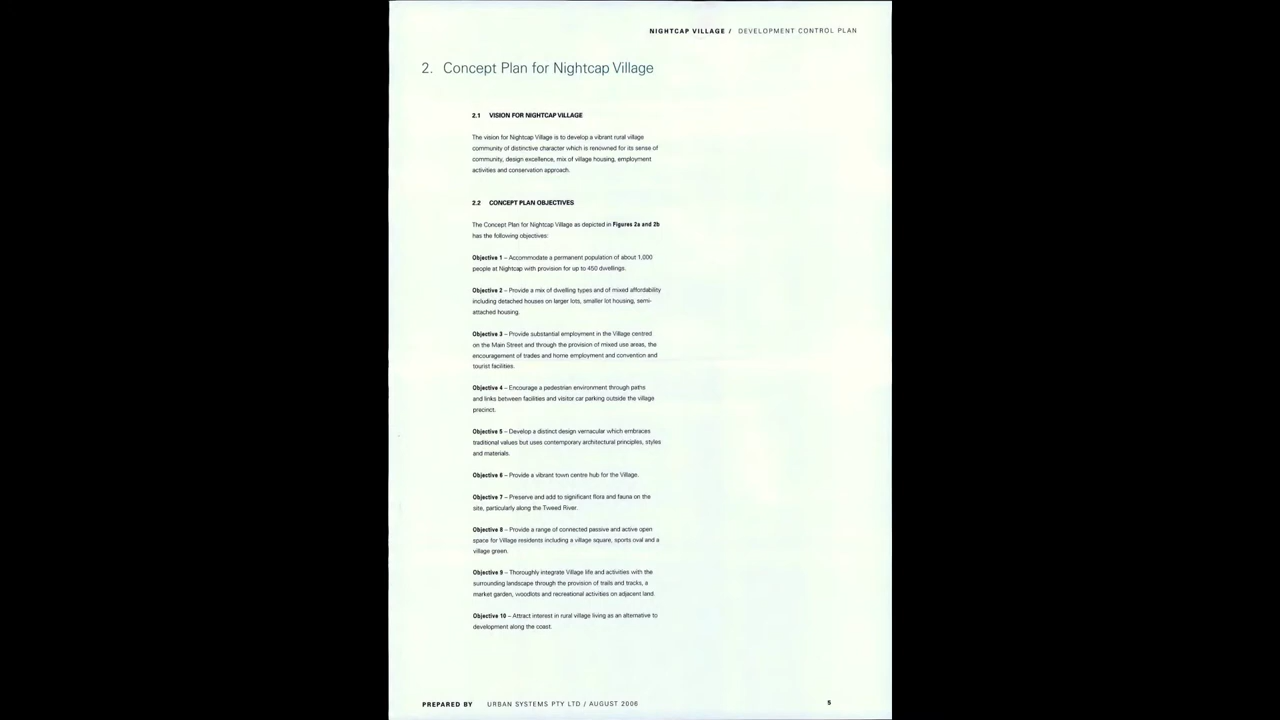 NIGHTCAP VILLAGE / DEVELOPMENT CONTROL PLAN
2. Concept Plan for Nightcap Village
2.1 VISION FOR NIGHTCAP VILLAGE
The vision for Nightcap Village is to develop a vibrant rural village
community of distinctive character which is renowned for its sense of
community, design excellence, mix of village housing, employment
activities and conservation approach.
2.2 CONCEPT PLAN OBJECTIVES
The Concept Plan for Nightcap Village as depicted in Figures 2a and 2b
has the following objectives:
Objective 1 – Accommodate a permanent population of about 1,000
people at Nightcap with provision for up to 450 dwellings.
Objective 2 – Provide a mix of dwelling types and of mixed affordability
including detached houses on larger lots, smaller lot housing, semi-
attached housing.
Objective 3 – Provide substantial employment in the Village centred
on the Main Street and through the provision of mixed use areas, the
encouragement of trades and home employment and convention and
tourist facilities.
Objective 4 – Encourage a pedestrian environment through paths
and links between facilities and visitor car parking outside the village
precinct.
Objective 5 – Develop a distinct design vernacular which embraces
traditional values but uses contemporary architectural principles, styles
and materials.
Objective 6 – Provide a vibrant town centre hub for the Village.
Objective 7 – Preserve and add to significant flora and fauna on the
site, particularly along the Tweed River.
Objective 8 – Provide a range of connected passive and active open
space for Village residents including a village square, sports oval and a
village green.
Objective 9 – Thoroughly integrate Village life and activities with the
surrounding landscape through the provision of trails and tracks, a
market garden, woodlots and recreational activities on adjacent land.
Objective 10 – Attract interest in rural village living as an alternative to
development along the coast.
PREPARED BY URBAN SYSTEMS PTY LTD / AUGUST 2006
5